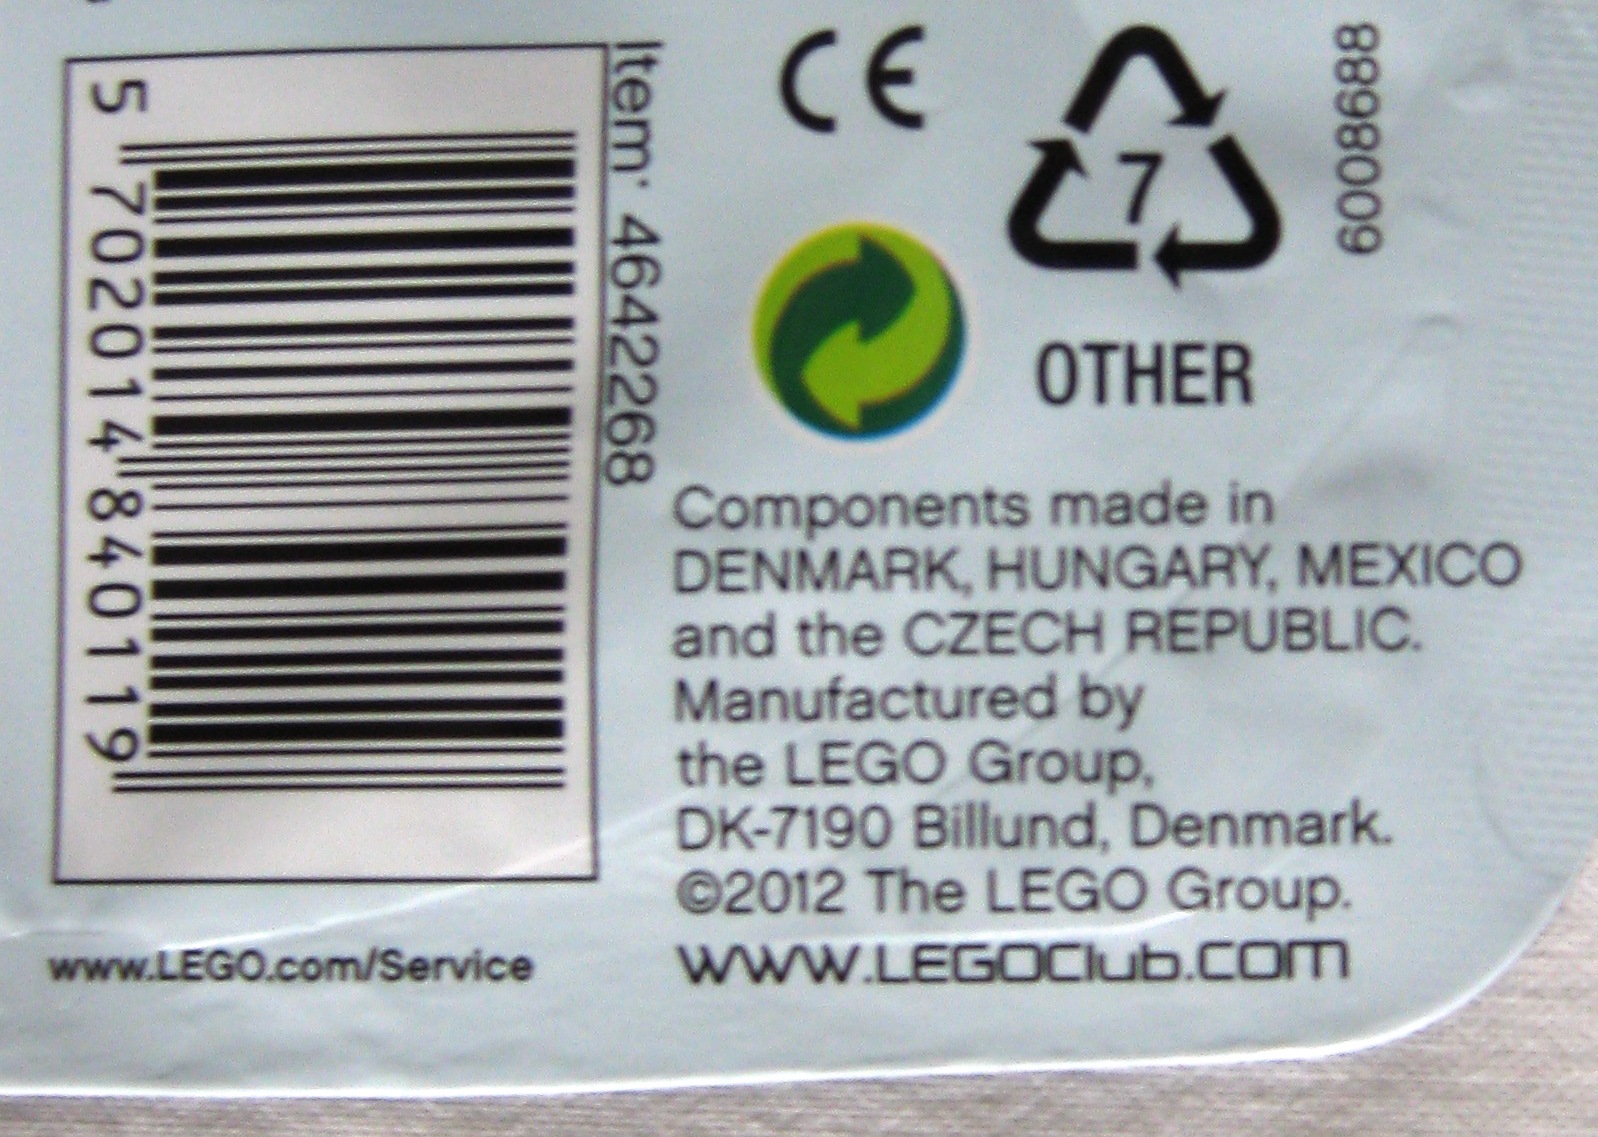 5 702014 840119
Item: 4642268
CE
7
OTHER
6008688
Components made in
DENMARK, HUNGARY, MEXICO
and the CZECH REPUBLIC.
Manufactured by
the LEGO Group,
DK-7190 Billund, Denmark.
©2012 The LEGO Group.
www.LEGOClub.com
www.LEGO.com/Service